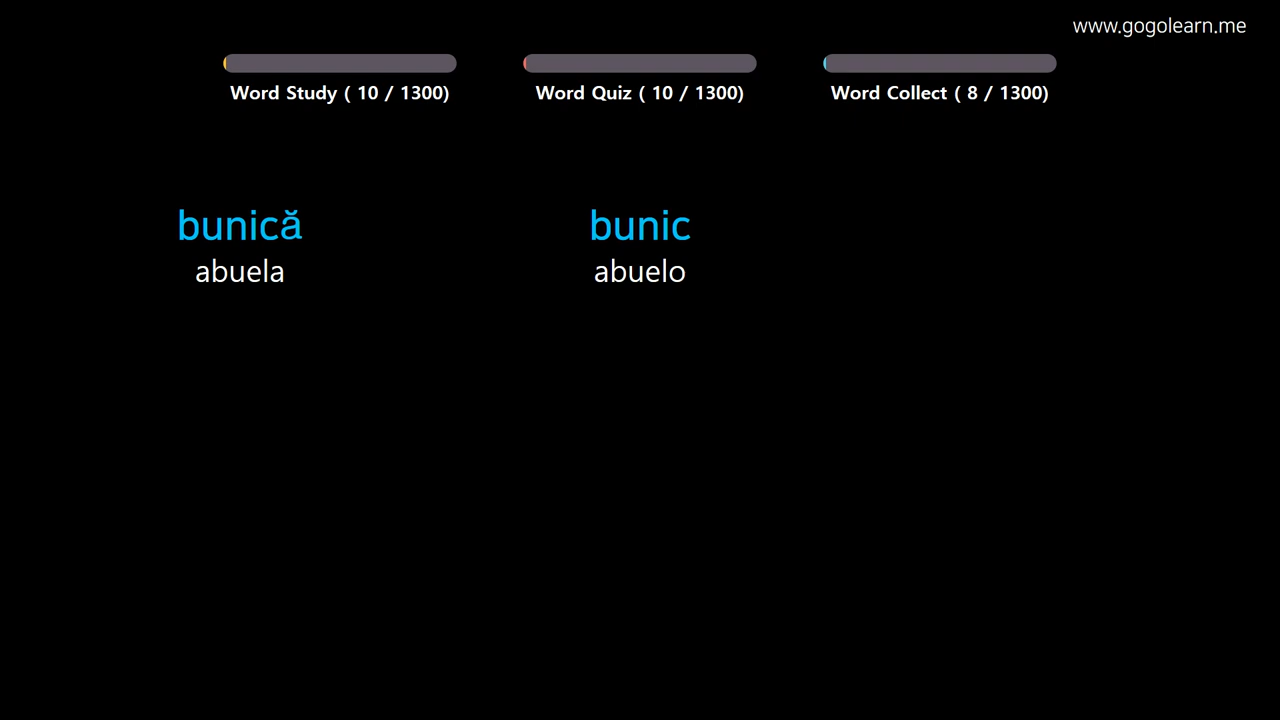 www.gogolearn.me
Word Study ( 10 / 1300)
Word Quiz ( 10 / 1300)
Word Collect ( 8 / 1300)
bunică
abuela
bunic
abuelo